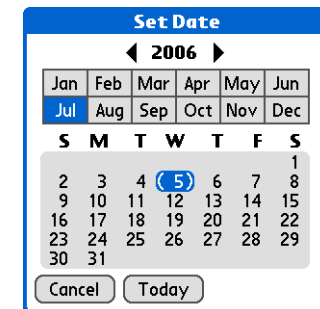 Set Date
2006
Jan Feb Mar Apr May Jun
Jul Aug Sep Oct Nov Dec
S M T W T F S
1
2 3 4 (5) 6 7 8
9 10 11 12 13 14 15
16 17 18 19 20 21 22
23 24 25 26 27 28 29
30 31
Cancel Today